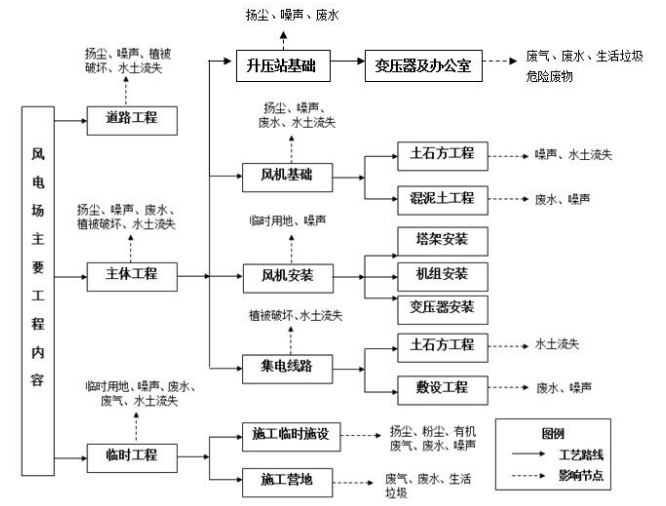 扬尘、噪声、废水
升压站基础
变压器及办公室
废气、废水、生活垃圾
危险废物
扬尘、噪声、植被
破坏、水土流失
道路工程
扬尘、噪声、
废水、水土流失
风机基础
土石方工程
噪声、水土流失
混泥土工程
废水、噪声
风电场主要工程内容
扬尘、噪声、废水、
植被破坏、水土流失
主体工程
临时用地、噪声
风机安装
塔架安装
机组安装
变压器安装
植被破坏、水土流失
集电线路
土石方工程
水土流失
敷设工程
废水、噪声
临时用地、噪声、废水、
废气、水土流失
临时工程
施工临时施设
扬尘、粉尘、有机
废气、废水、噪声
施工营地
废气、废水、生活
垃圾
图例
工艺路线
影响节点